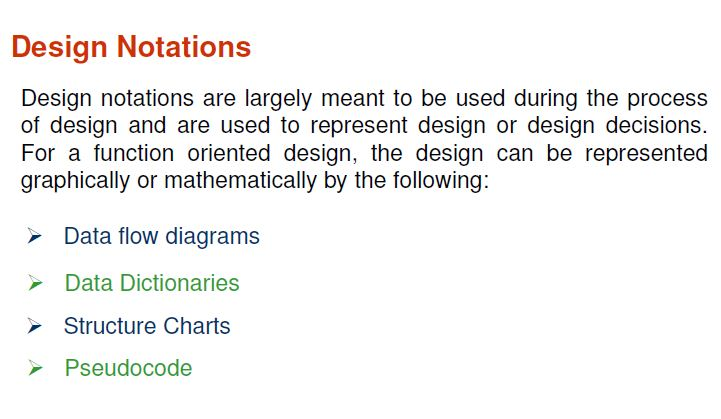 Design Notations
Design notations are largely meant to be used during the process
of design and are used to represent design or design decisions.
For a function oriented design, the design can be represented
graphically or mathematically by the following:
➢ Data flow diagrams
➢ Data Dictionaries
➢ Structure Charts
➢ Pseudocode